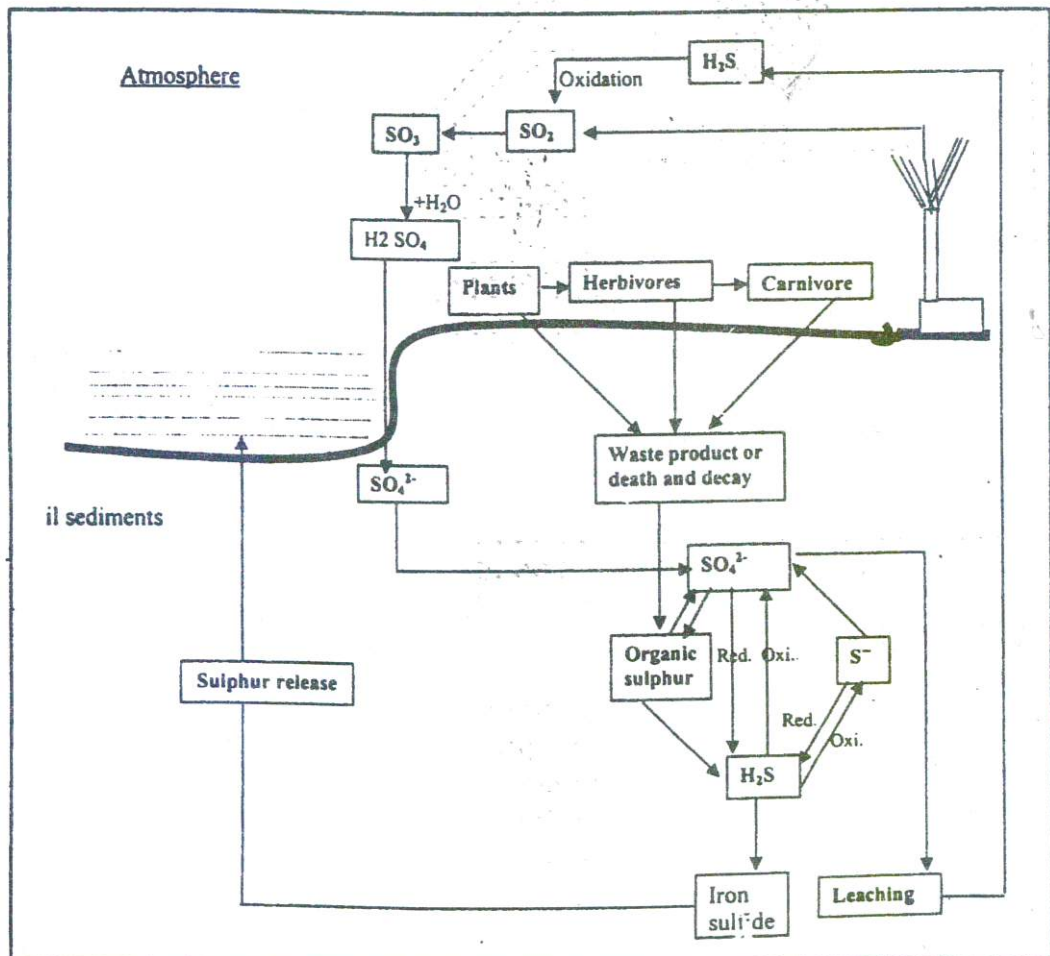 Atmosphere
H₂S
Oxidation
SO₃
SO₂
+H₂O
H2 SO₄
Plants
Herbivores
Carnivore
Waste product or
death and decay
SO₄²⁻
il sediments
SO₄²⁻
Organic
sulphur
Red.
Oxi.
S⁻
Sulphur release
Red.
Oxi.
H₂S
Iron
sulfide
Leaching